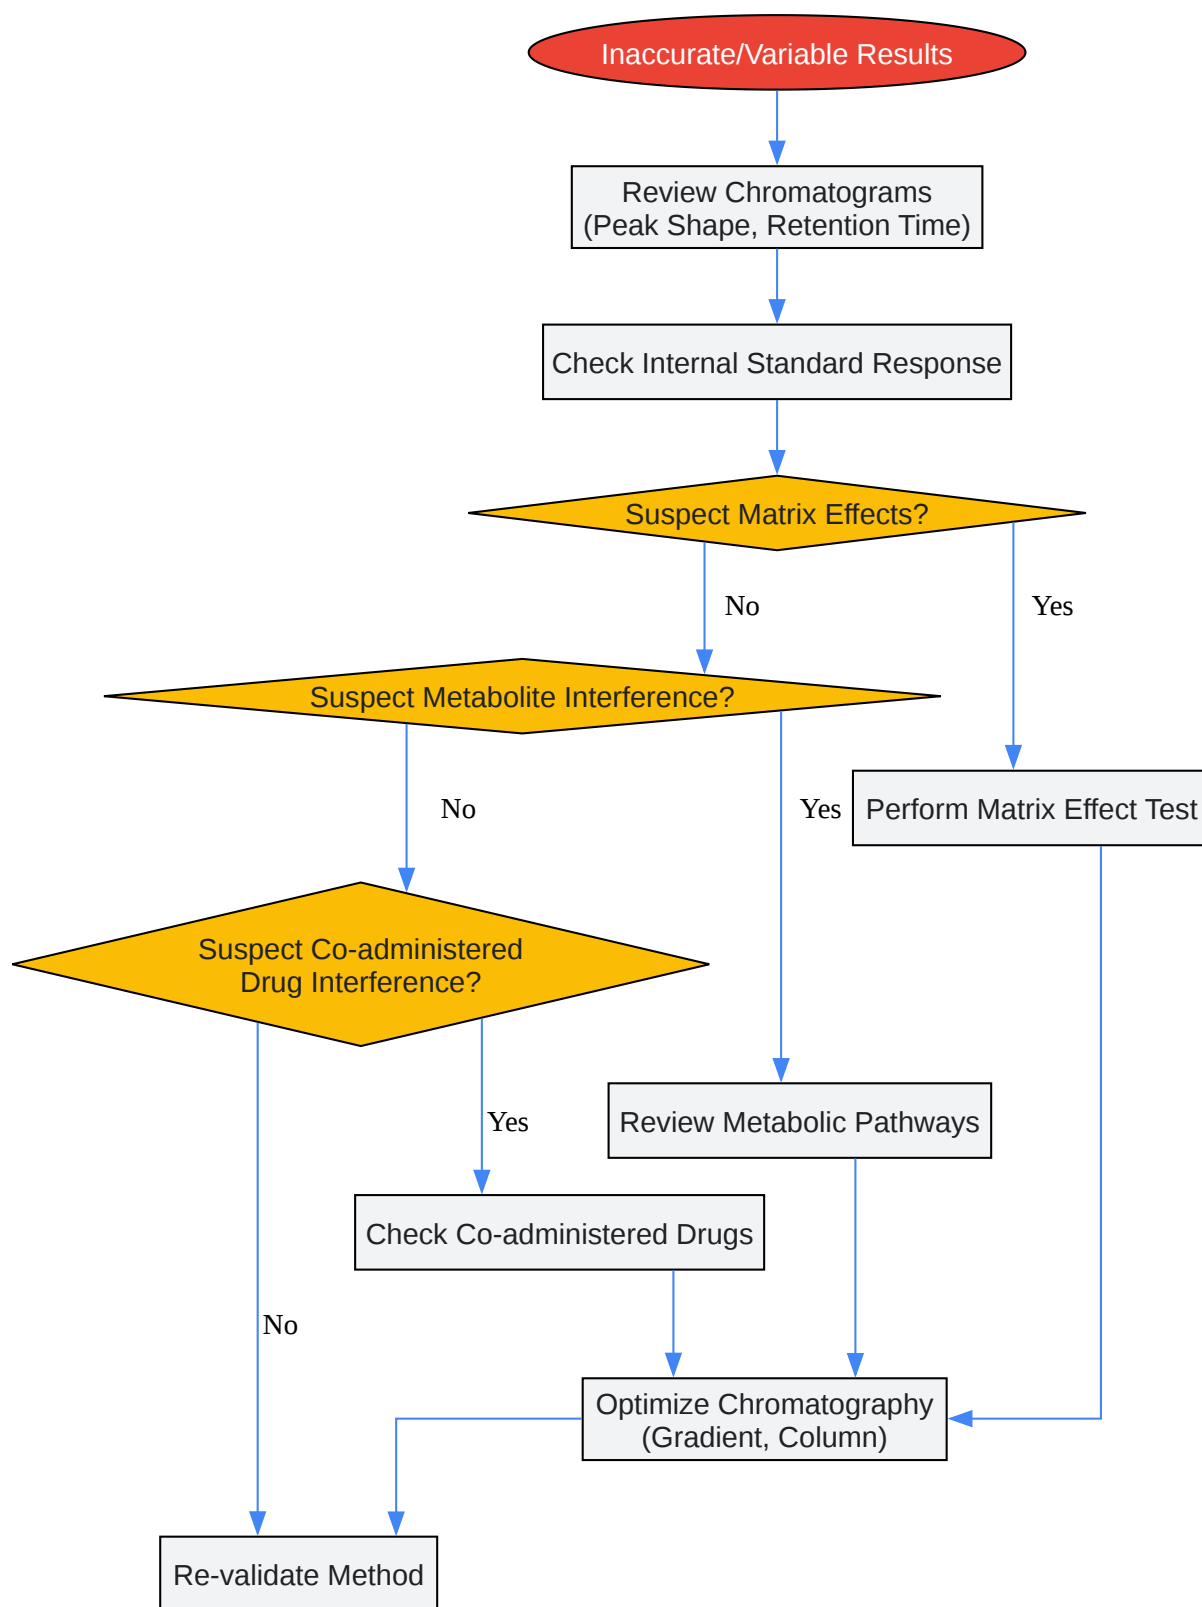 Inaccurate/Variable Results
Review Chromatograms
(Peak Shape, Retention Time)
Check Internal Standard Response
Suspect Matrix Effects?
No
Yes
Suspect Metabolite Interference?
No
Yes
Perform Matrix Effect Test
Suspect Co-administered
Drug Interference?
Yes
Review Metabolic Pathways
Check Co-administered Drugs
No
Optimize Chromatography
(Gradient, Column)
Re-validate Method